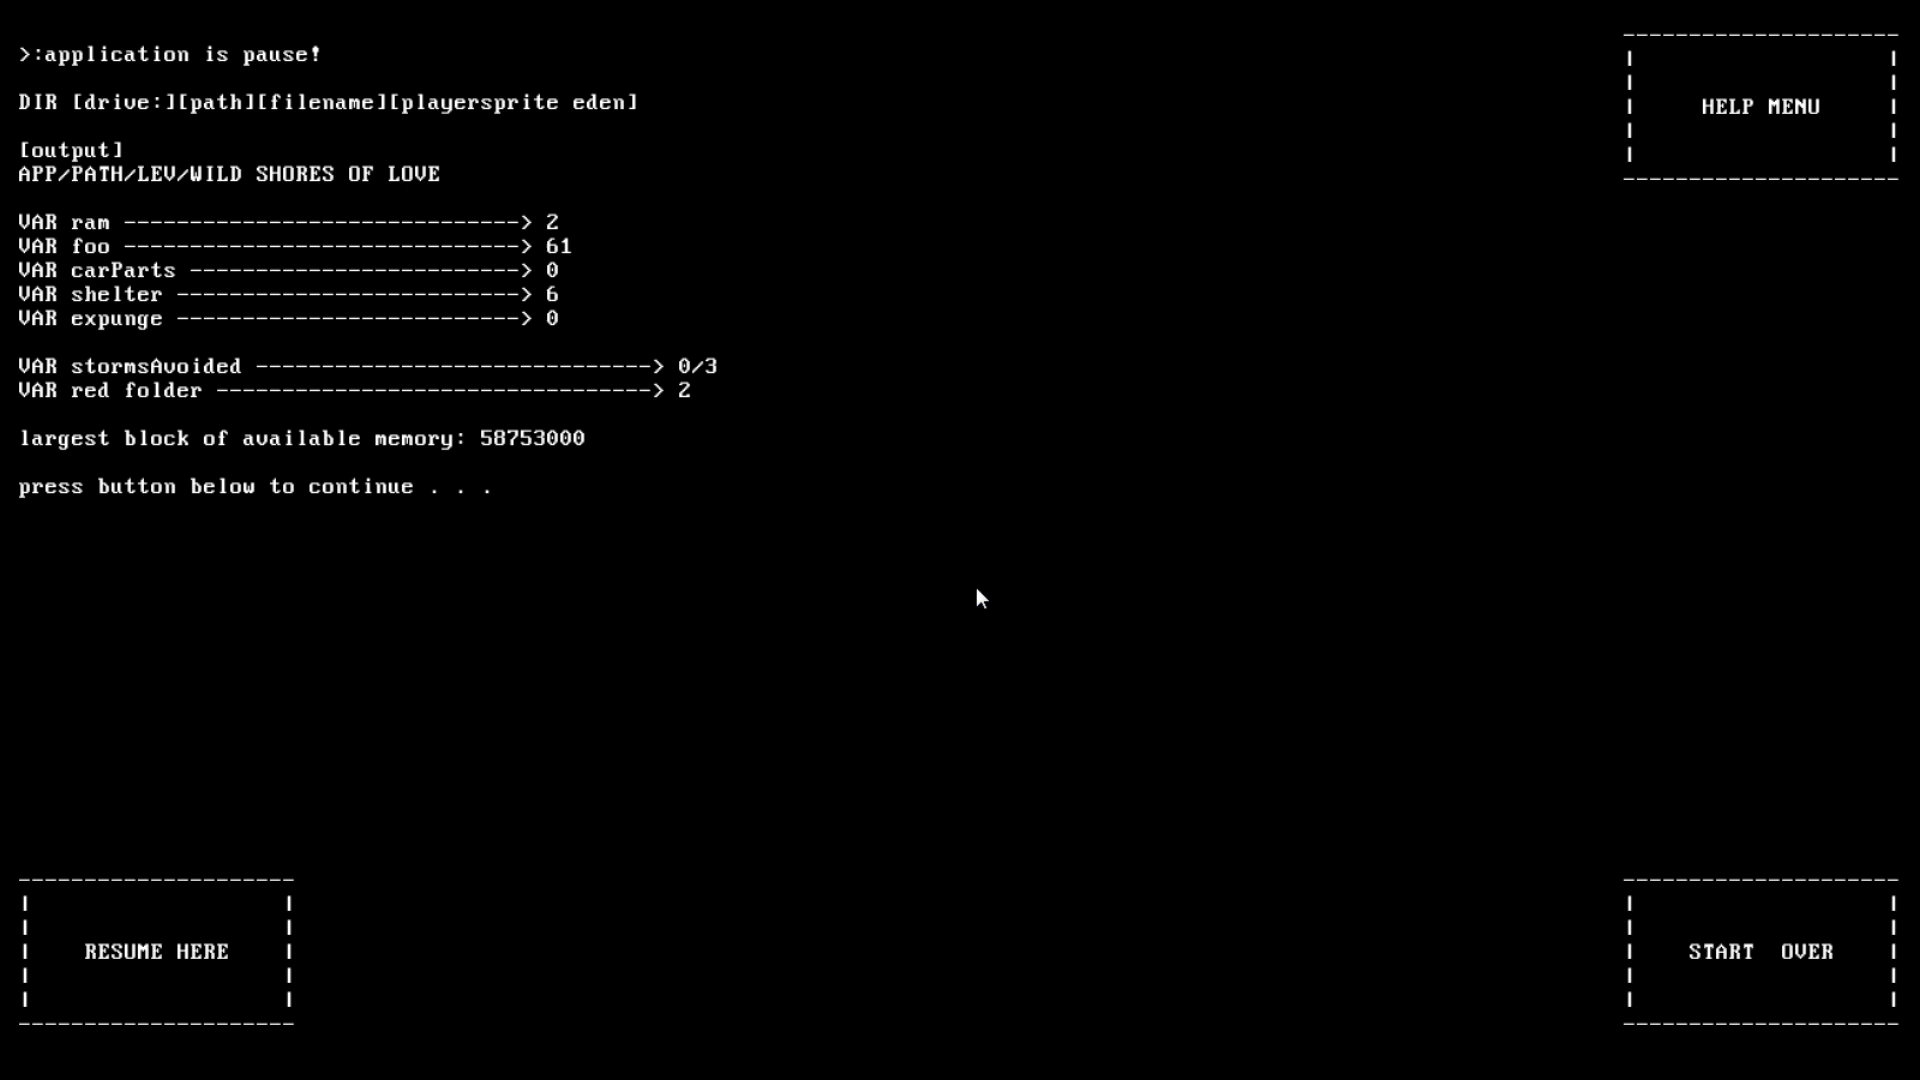 >:application is pause!
HELP MENU
DIR [drive:][path][filename][playersprite eden]
[output]
APP/PATH/LEV/WILD SHORES OF LOVE
VAR ram ------------------------------> 2
VAR foo ------------------------------> 61
VAR carParts -------------------------> 0
VAR shelter --------------------------> 6
VAR expunge --------------------------> 0
VAR stormsAvoided ------------------------------> 0/3
VAR red folder ---------------------------------> 2
largest block of available memory: 58753000
press button below to continue . . .
RESUME HERE
START  OVER